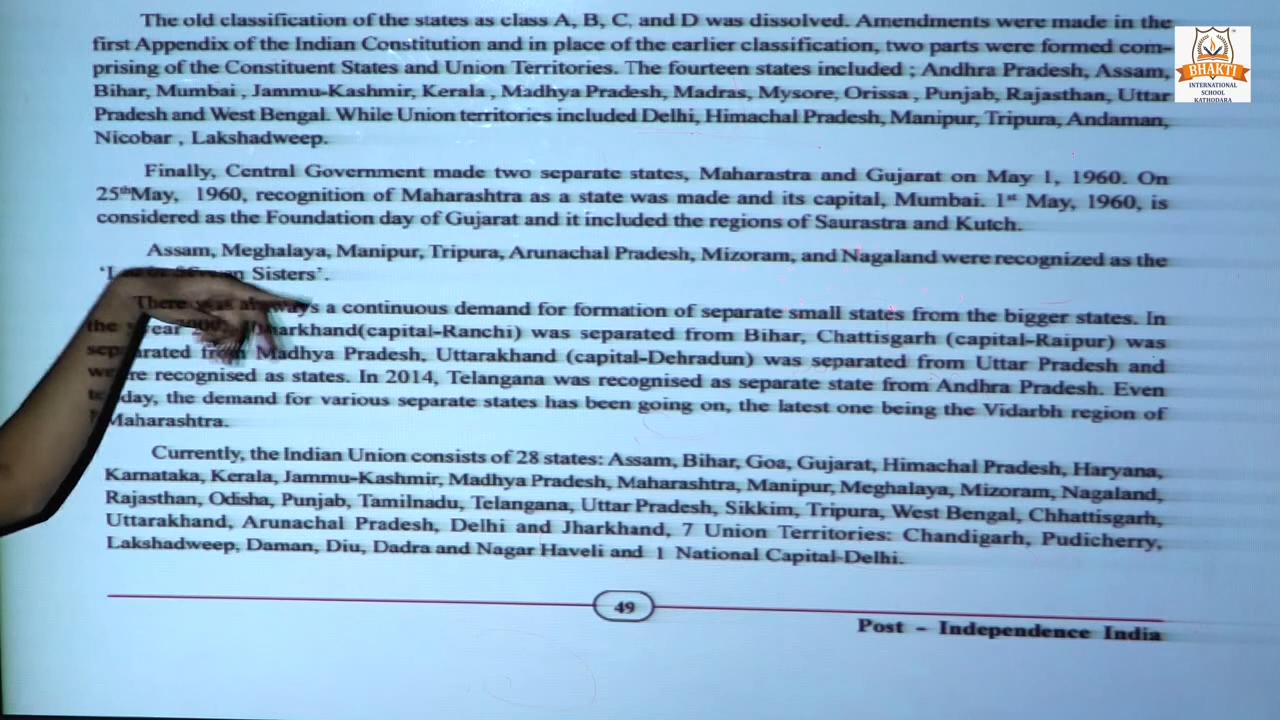 The old classification of the states as class A, B, C, and D was dissolved. Amendments were made in the
first Appendix of the Indian Constitution and in place of the earlier classification, two parts were formed com-
prising of the Constituent States and Union Territories. The fourteen states included ; Andhra Pradesh, Assam,
Bihar, Mumbai , Jammu-Kashmir, Kerala , Madhya Pradesh, Madras, Mysore, Orissa , Punjab, Rajasthan, Uttar
Pradesh and West Bengal. While Union territories included Delhi, Himachal Pradesh, Manipur, Tripura, Andaman,
Nicobar , Lakshadweep.
Finally, Central Government made two separate states, Maharastra and Gujarat on May 1, 1960. On
25th May, 1960, recognition of Maharashtra as a state was made and its capital, Mumbai. 1st May, 1960, is
considered as the Foundation day of Gujarat and it included the regions of Saurastra and Kutch.
Assam, Meghalaya, Manipur, Tripura, Arunachal Pradesh, Mizoram, and Nagaland were recognized as the
Sisters'.
There was always a continuous demand for formation of separate small states from the bigger states. In
the year Jharkhand(capital-Ranchi) was separated from Bihar, Chattisgarh (capital-Raipur) was
separated from Madhya Pradesh, Uttarakhand (capital-Dehradun) was separated from Uttar Pradesh and
were recognised as states. In 2014, Telangana was recognised as separate state from Andhra Pradesh. Even
today, the demand for various separate states has been going on, the latest one being the Vidarbh region of
Maharashtra.
Currently, the Indian Union consists of 28 states: Assam, Bihar, Goa, Gujarat, Himachal Pradesh, Haryana,
Karnataka, Kerala, Jammu-Kashmir, Madhya Pradesh, Maharashtra, Manipur, Meghalaya, Mizoram, Nagaland,
Rajasthan, Odisha, Punjab, Tamilnadu, Telangana, Uttar Pradesh, Sikkim, Tripura, West Bengal, Chhattisgarh,
Uttarakhand, Arunachal Pradesh, Delhi and Jharkhand, 7 Union Territories: Chandigarh, Pudicherry,
Lakshadweep, Daman, Diu, Dadra and Nagar Haveli and 1 National Capital-Delhi.
49
Post - Independence India
BHAKTI
INTERNATIONAL
SCHOOL
KATHODARA